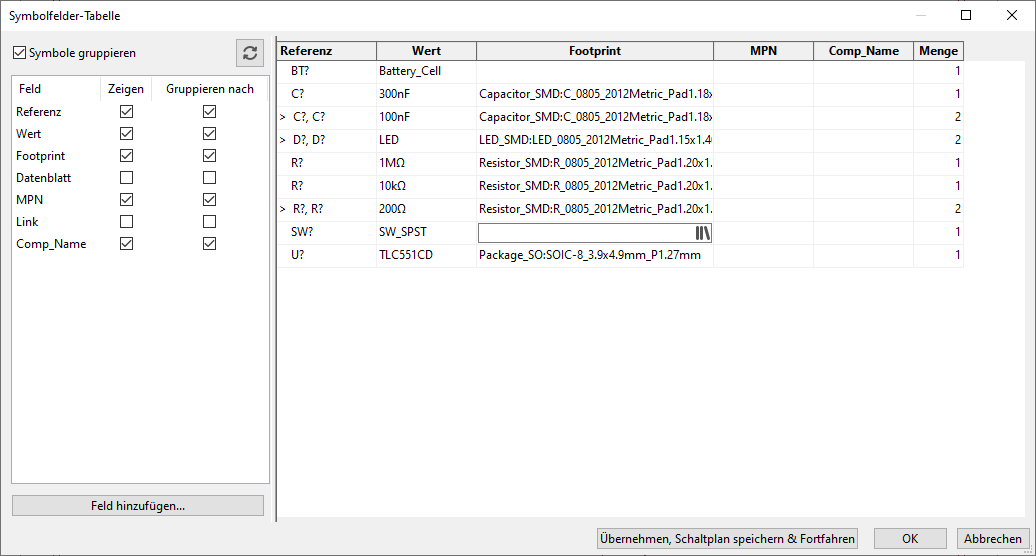 Symbolfelder-Tabelle
Symbole gruppieren
Feld Zeigen Gruppieren nach
Referenz
Wert
Footprint
Datenblatt
MPN
Link
Comp_Name
Feld hinzufügen...
Referenz Wert Footprint MPN Comp_Name Menge
BT? Battery_Cell 1
C? 300nF Capacitor_SMD:C_0805_2012Metric_Pad1.18x 1
> C?, C? 100nF Capacitor_SMD:C_0805_2012Metric_Pad1.18x 2
> D?, D? LED LED_SMD:LED_0805_2012Metric_Pad1.15x1.40 2
R? 1MΩ Resistor_SMD:R_0805_2012Metric_Pad1.20x1. 1
R? 10kΩ Resistor_SMD:R_0805_2012Metric_Pad1.20x1. 1
> R?, R? 200Ω Resistor_SMD:R_0805_2012Metric_Pad1.20x1. 2
SW? SW_SPST 1
U? TLC551CD Package_SO:SOIC-8_3.9x4.9mm_P1.27mm 1
Übernehmen, Schaltplan speichern & Fortfahren OK Abbrechen